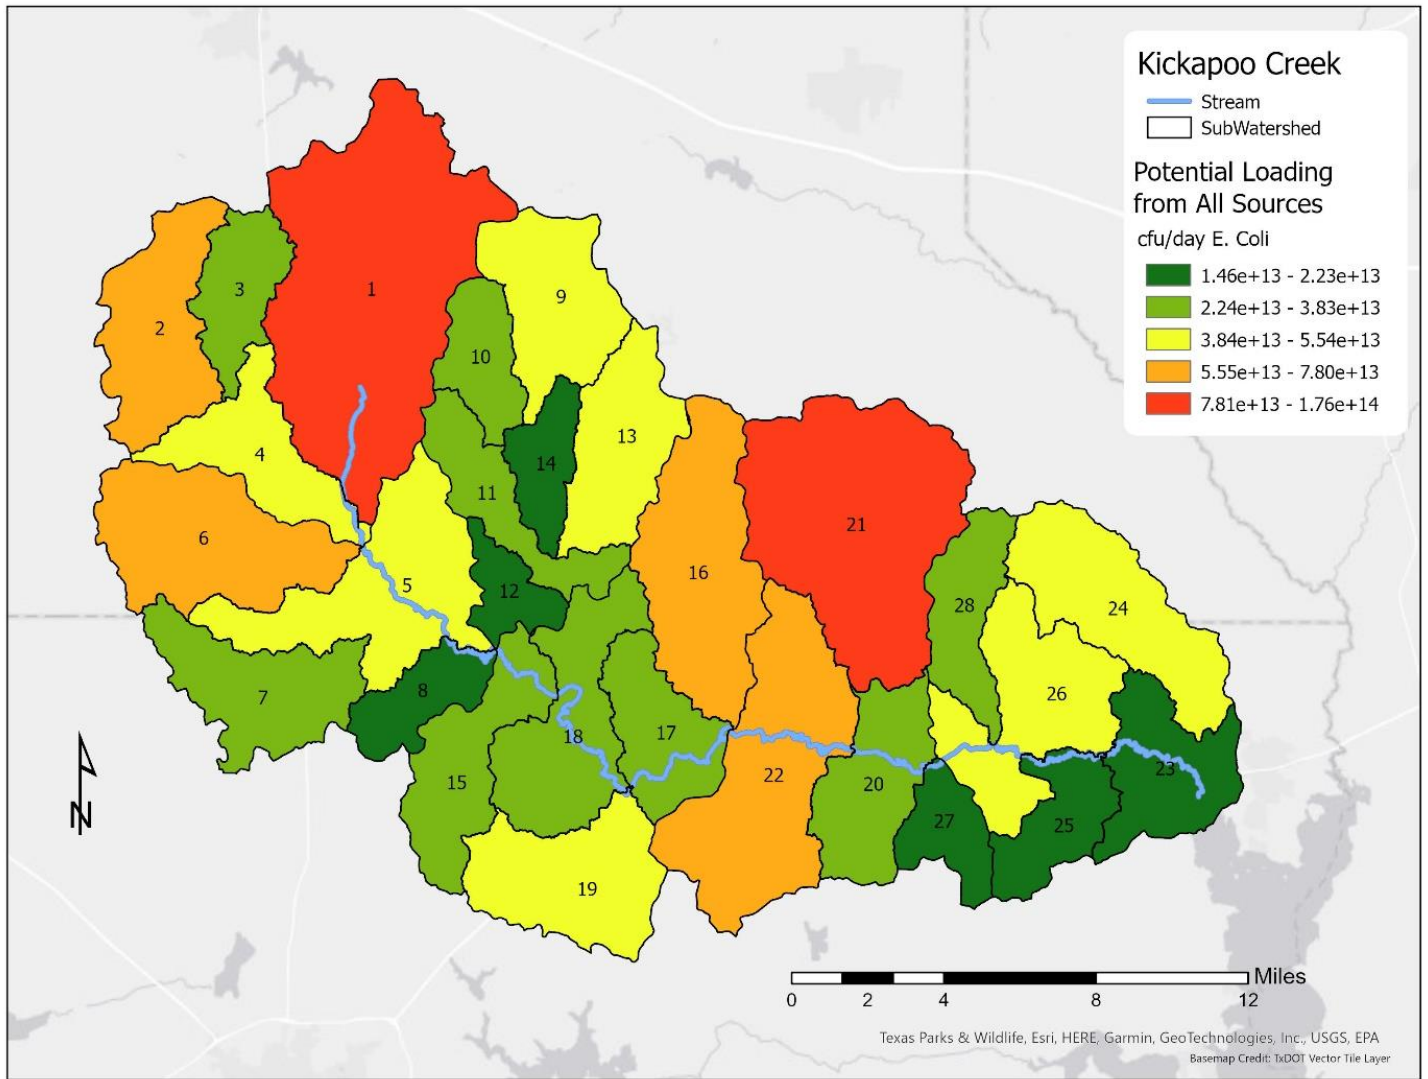 Kickapoo Creek
Stream
SubWatershed
Potential Loading
from All Sources
cfu/day E. Coli
1.46e+13 - 2.23e+13
2.24e+13 - 3.83e+13
3.84e+13 - 5.54e+13
5.55e+13 - 7.80e+13
7.81e+13 - 1.76e+14
1
2
3
4
5
6
7
8
9
10
11
12
13
14
15
16
17
18
19
20
21
22
23
24
25
26
27
28
N
Miles
0 2 4 8 12
Texas Parks & Wildlife, Esri, HERE, Garmin, GeoTechnologies, Inc., USGS, EPA
Basemap Credit: TxDOT Vector Tile Layer